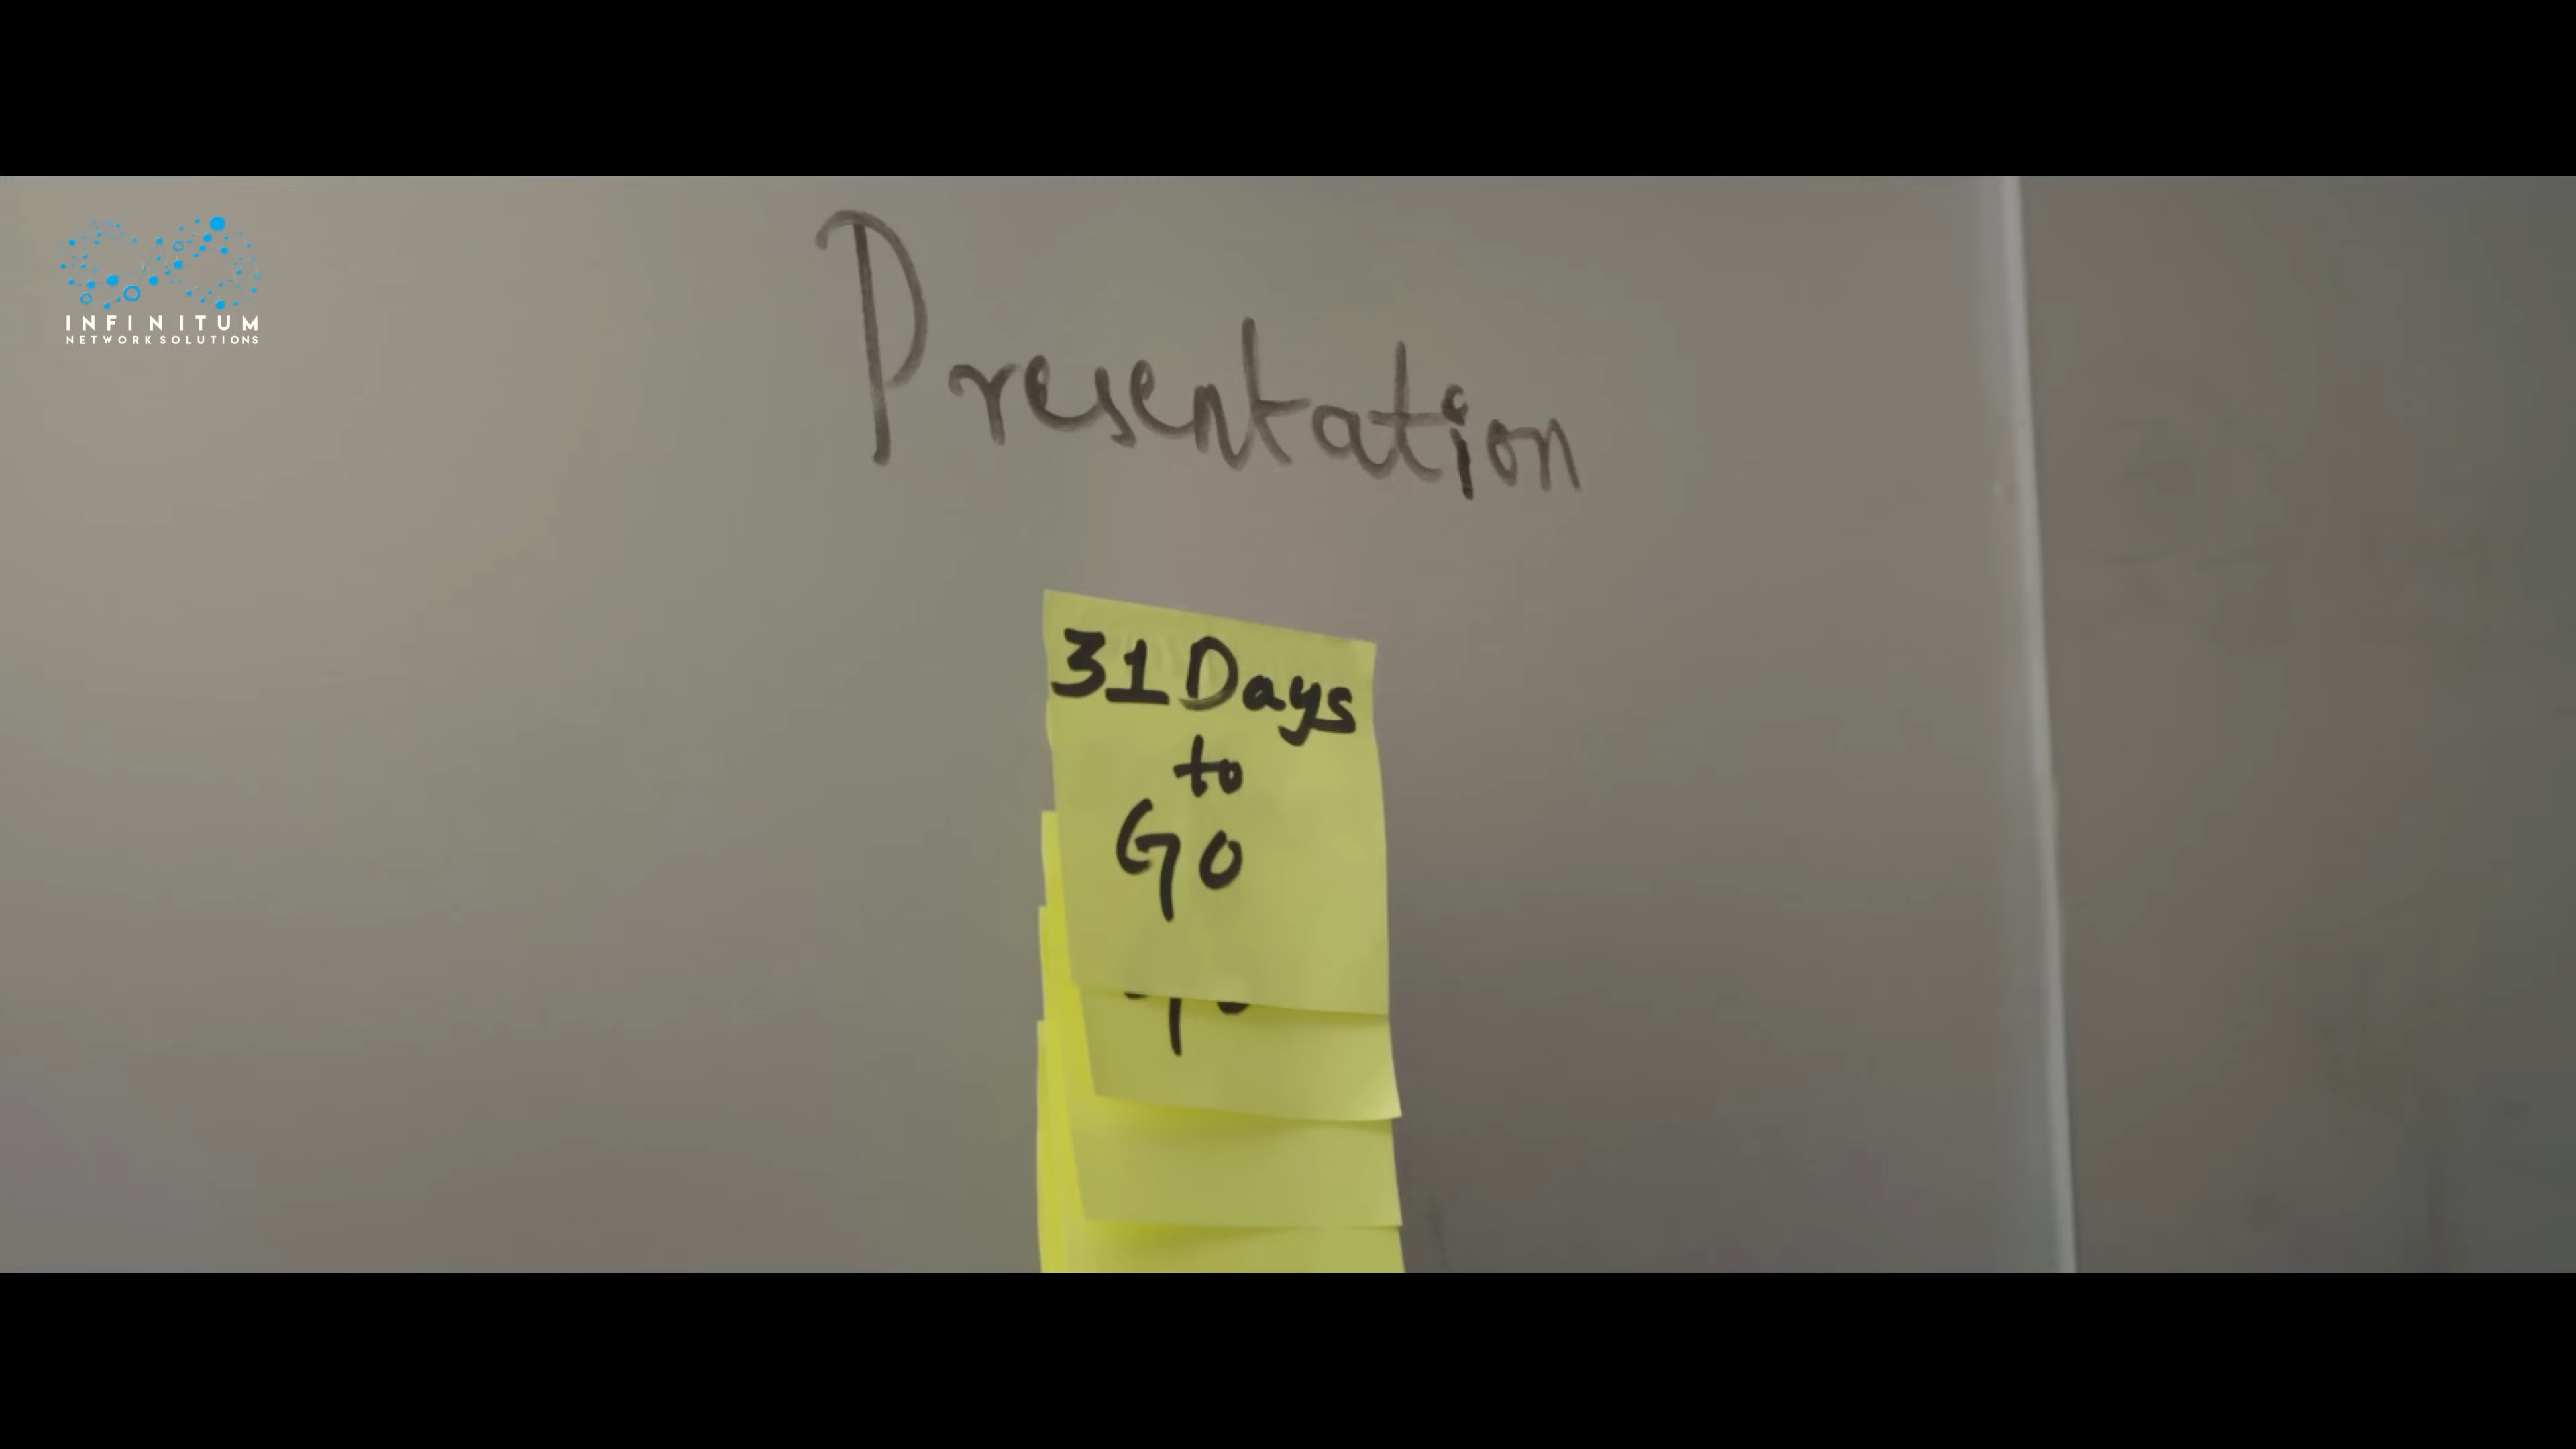 INFINITUM
NETWORK SOLUTIONS
Presentation
31 Days
to
Go